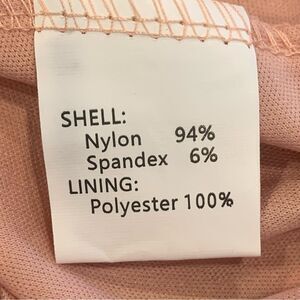 SHELL:
Nylon 94%
Spandex 6%
LINING:
Polyester 100%